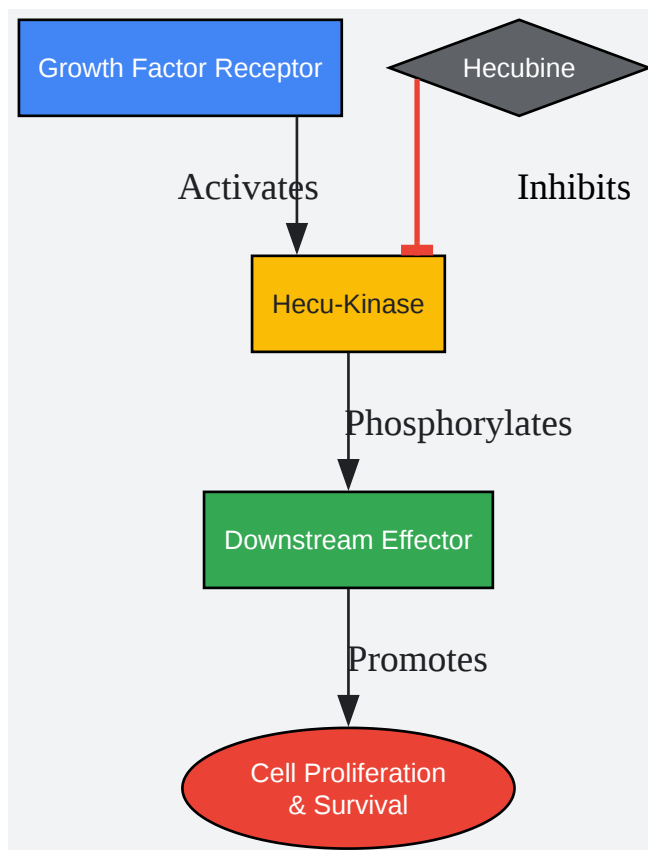 Growth Factor Receptor
Hecubine
Activates
Inhibits
Hecu-Kinase
Phosphorylates
Downstream Effector
Promotes
Cell Proliferation
& Survival